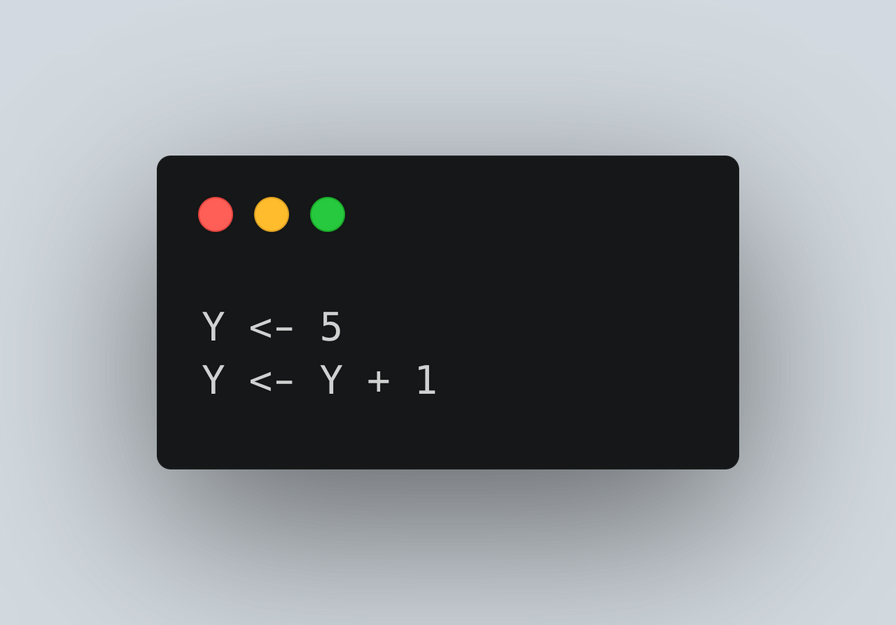 Y <- 5
Y <- Y + 1